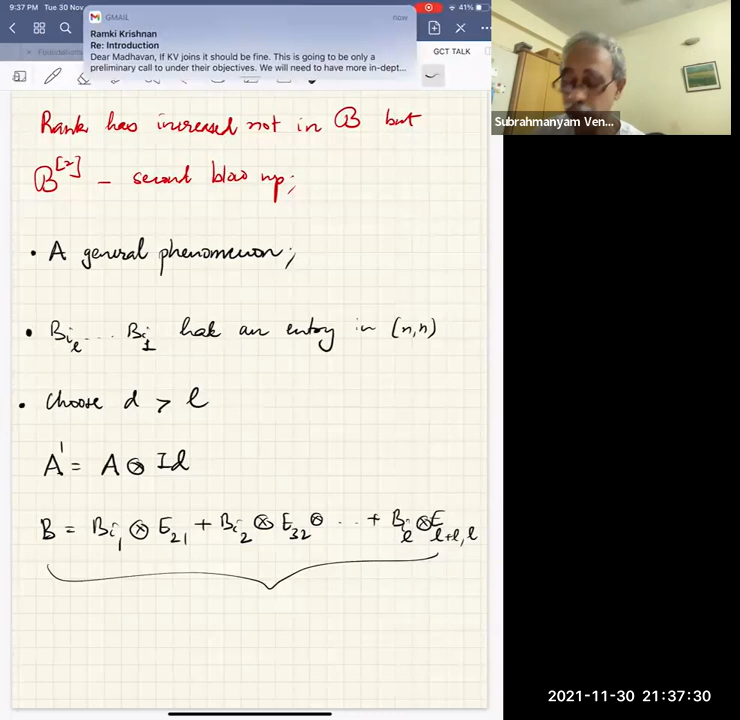 9:37 PM Tue 30 Nov
41%
GMAIL
now
Ramki Krishnan
Re: Introduction
Dear Madhavan, If KV joins it should be fine. This is going to be only a
preliminary call to under their objectives. We will need to have more in-dept...
GCT TALK
Subrahmanyam Ven...
Rank has increased not in B but
B^[2] – second blow up;
• A general phenomenon;
• B_{i_l} ... B_{i_1} has an entry in (n,n)
• Choose d > l
A' = A ⊗ Id
B = B_{i_1} ⊗ E_{21} + B_{i_2} ⊗ E_{32} ⊗ ... + B_{i_l} ⊗ E_{l+1,l}
2021-11-30 21:37:30